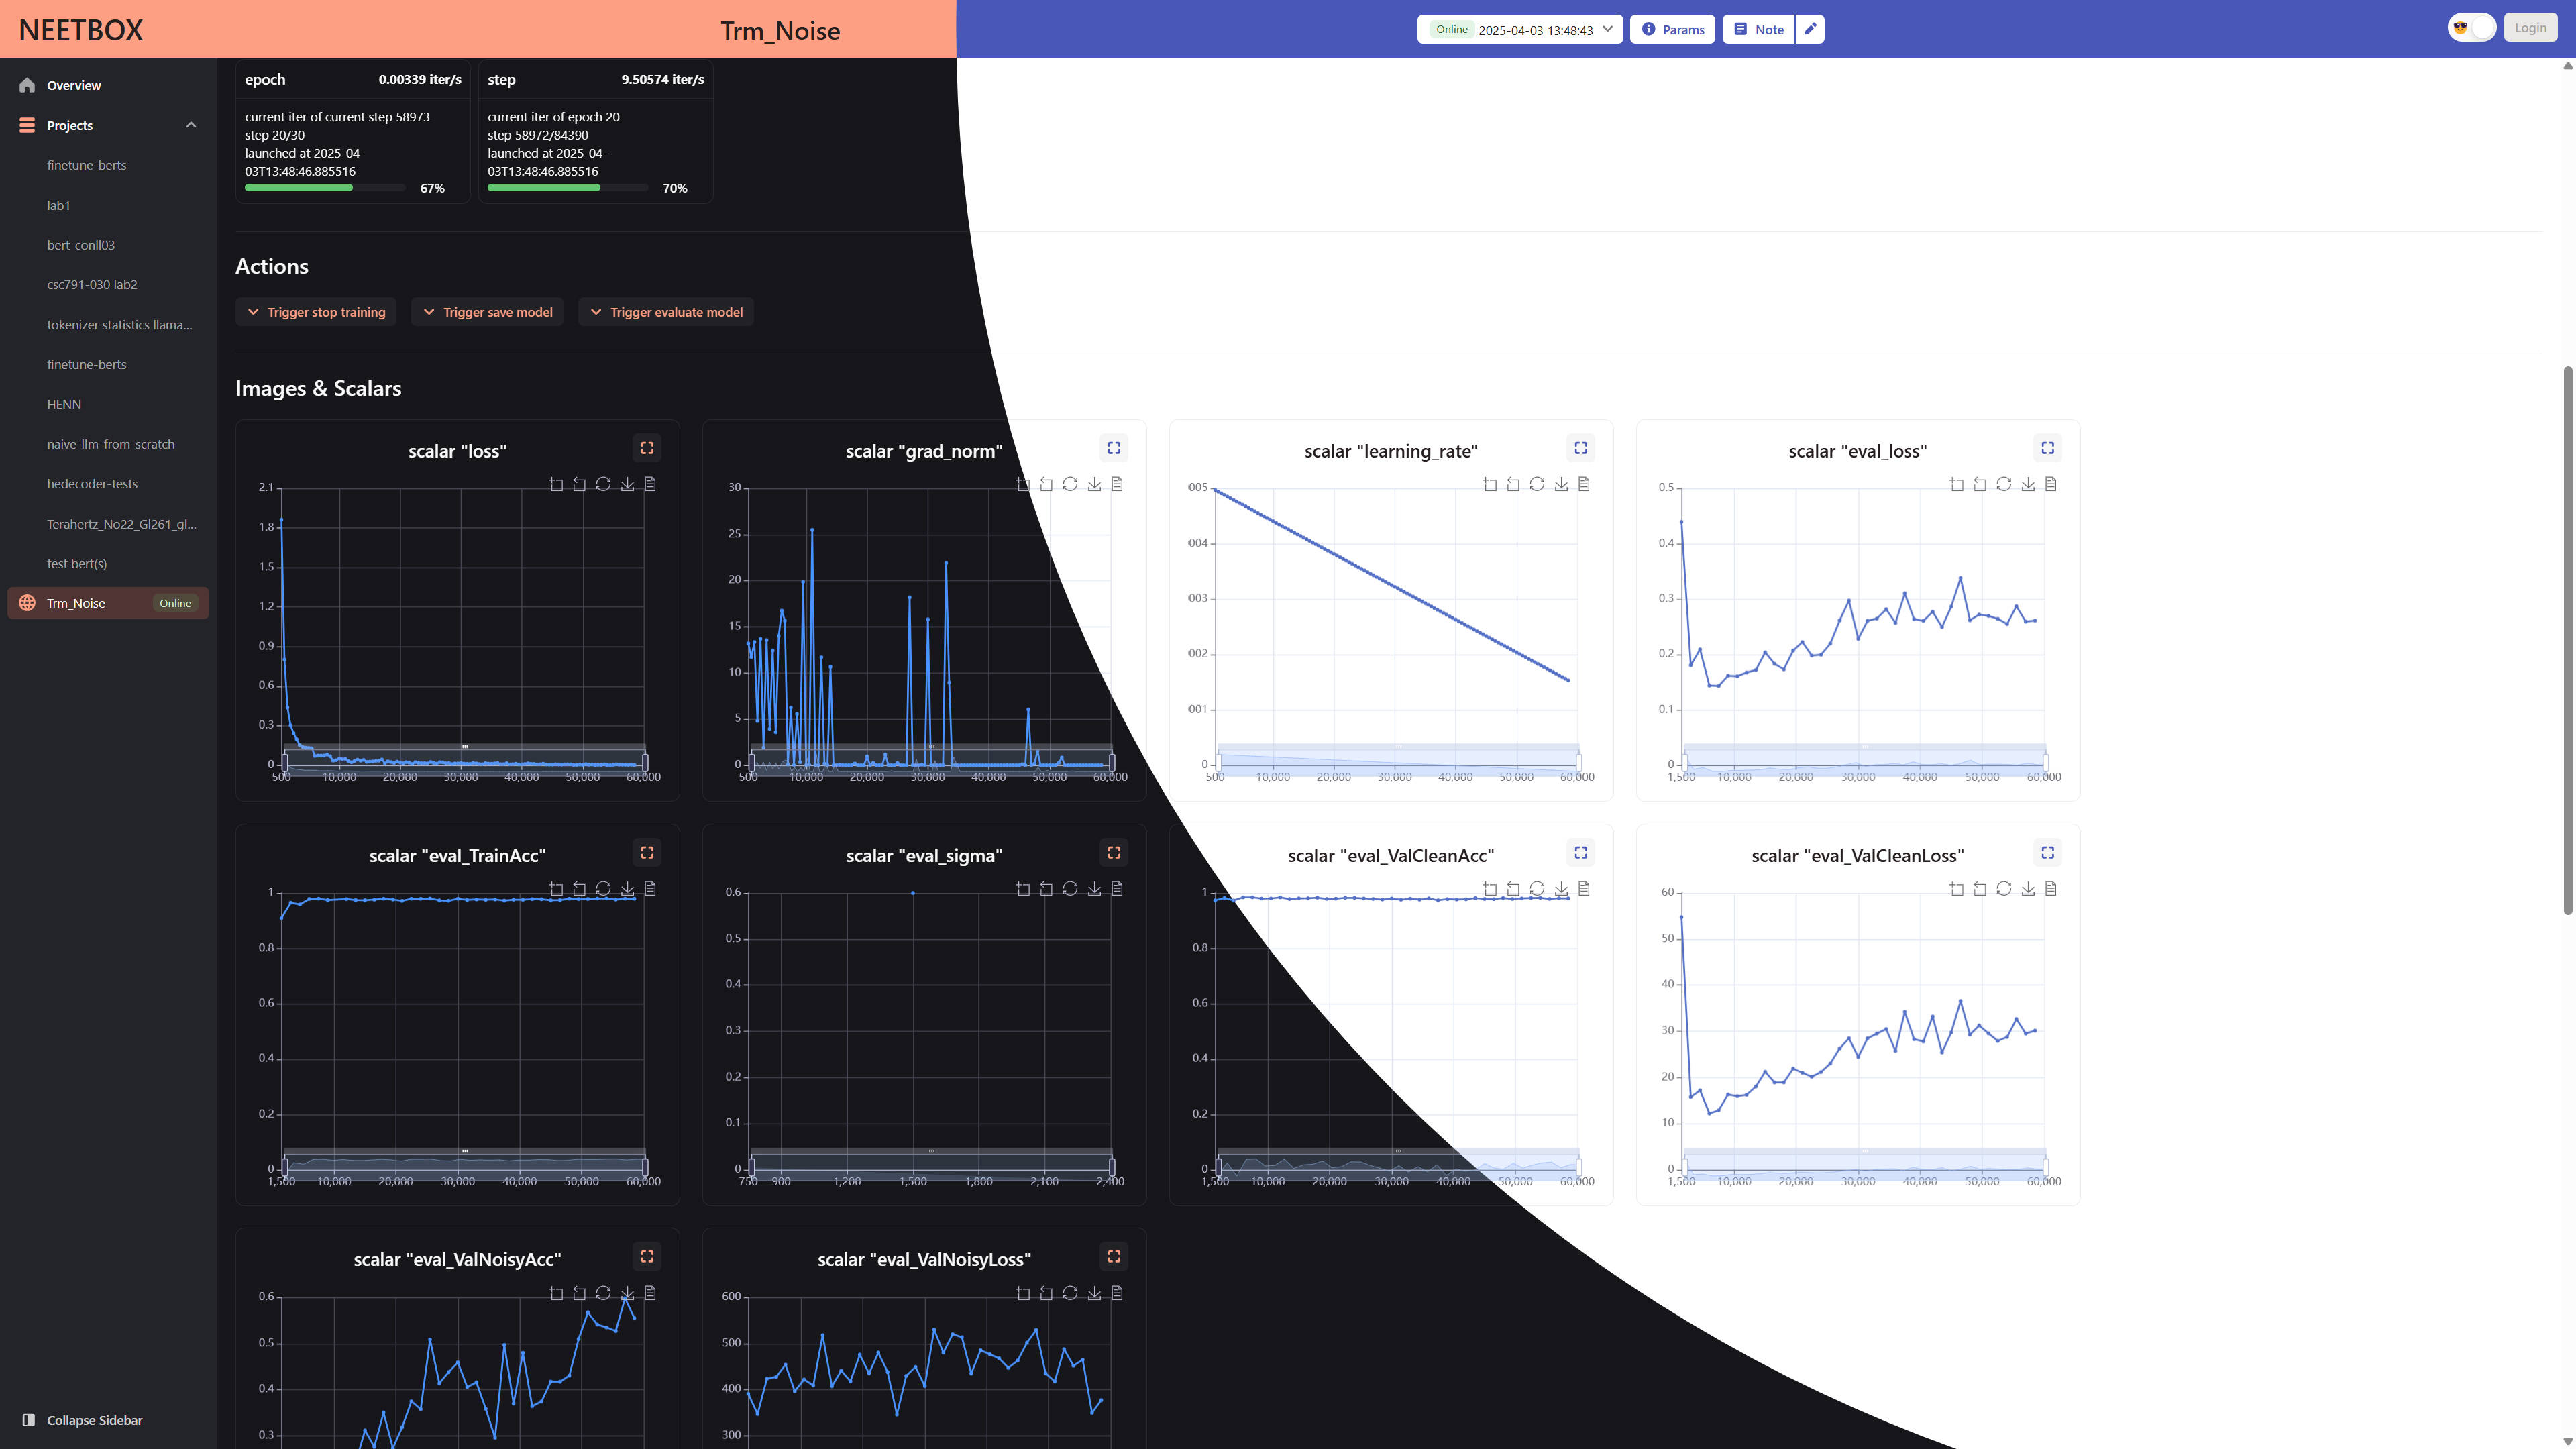 NEETBOX
Trm_Noise
Online 2025-04-03 13:48:43
Params
Note
Login
Overview
Projects
finetune-berts
lab1
bert-conll03
csc791-030 lab2
tokenizer statistics llama...
finetune-berts
HENN
naive-llm-from-scratch
hedecoder-tests
Terahertz_No22_Gl261_gl...
test bert(s)
Trm_Noise Online
Collapse Sidebar
epoch 0.00339 iter/s
current iter of current step 58973
step 20/30
launched at 2025-04-
03T13:48:46.885516
67%
step 9.50574 iter/s
current iter of epoch 20
step 58972/84390
launched at 2025-04-
03T13:48:46.885516
70%
Actions
Trigger stop training
Trigger save model
Trigger evaluate model
Images & Scalars
scalar "loss"
2.1
1.8
1.5
1.2
0.9
0.6
0.3
0
500 10,000 20,000 30,000 40,000 50,000 60,000
scalar "grad_norm"
30
25
20
15
10
5
0
500 10,000 20,000 30,000 40,000 50,000 60,000
scalar "learning_rate"
005
004
003
002
001
0
500 10,000 20,000 30,000 40,000 50,000 60,000
scalar "eval_loss"
0.5
0.4
0.3
0.2
0.1
0
1,500 10,000 20,000 30,000 40,000 50,000 60,000
scalar "eval_TrainAcc"
1
0.8
0.6
0.4
0.2
0
1,500 10,000 20,000 30,000 40,000 50,000 60,000
scalar "eval_sigma"
0.6
0.5
0.4
0.3
0.2
0.1
0
750 900 1,200 1,500 1,800 2,100 2,400
scalar "eval_ValCleanAcc"
1
0.8
0.6
0.4
0.2
0
1,500 10,000 20,000 30,000 40,000 50,000 60,000
scalar "eval_ValCleanLoss"
60
50
40
30
20
10
0
1,500 10,000 20,000 30,000 40,000 50,000 60,000
scalar "eval_ValNoisyAcc"
0.6
0.5
0.4
0.3
scalar "eval_ValNoisyLoss"
600
500
400
300